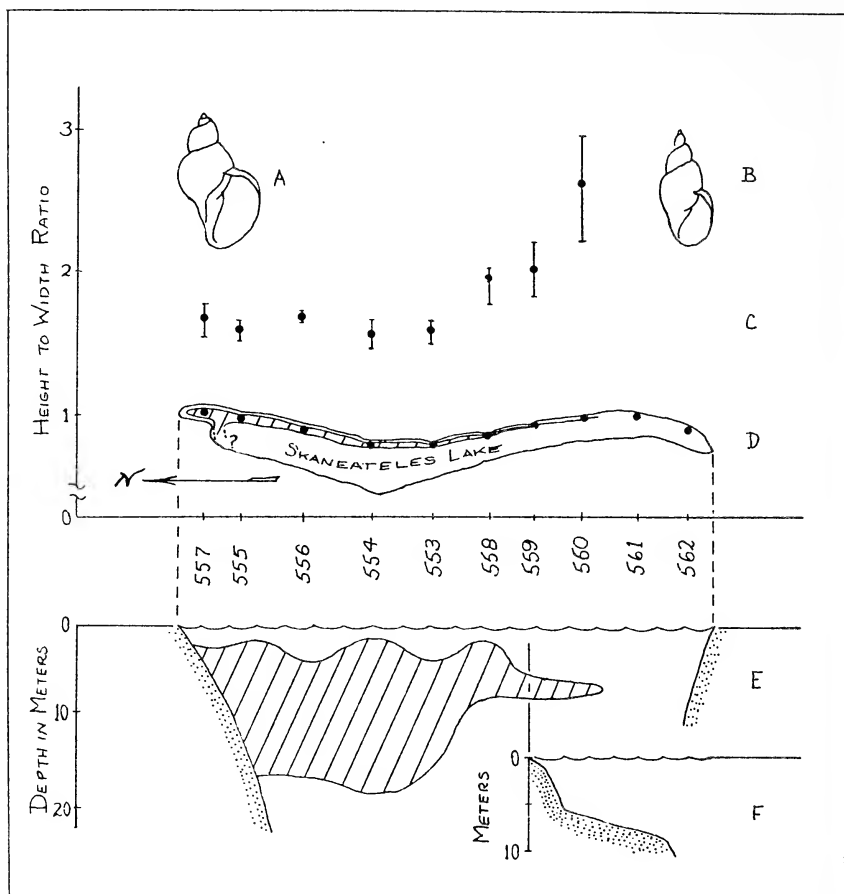 3
A
B
HEIGHT TO WIDTH RATIO
2
C
1
?
SKANEATELES LAKE
D
N
0
557
555
556
554
553
558
559
560
561
562
0
DEPTH IN METERS
10
E
20
0
METERS
10
F